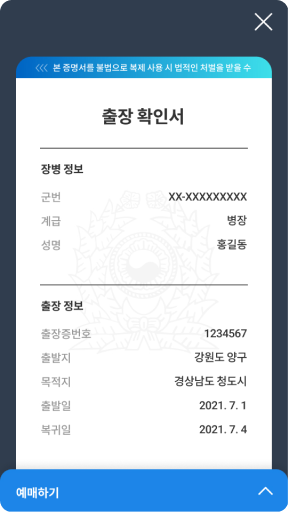 본 증명서를 불법으로 복제 사용 시 법적인 처벌을 받을 수
출장 확인서
장병 정보
군번 XX-XXXXXXXXX
계급 병장
성명 홍길동
출장 정보
출장증번호 1234567
출발지 강원도 양구
목적지 경상남도 청도시
출발일 2021. 7. 1
복귀일 2021. 7. 4
예매하기